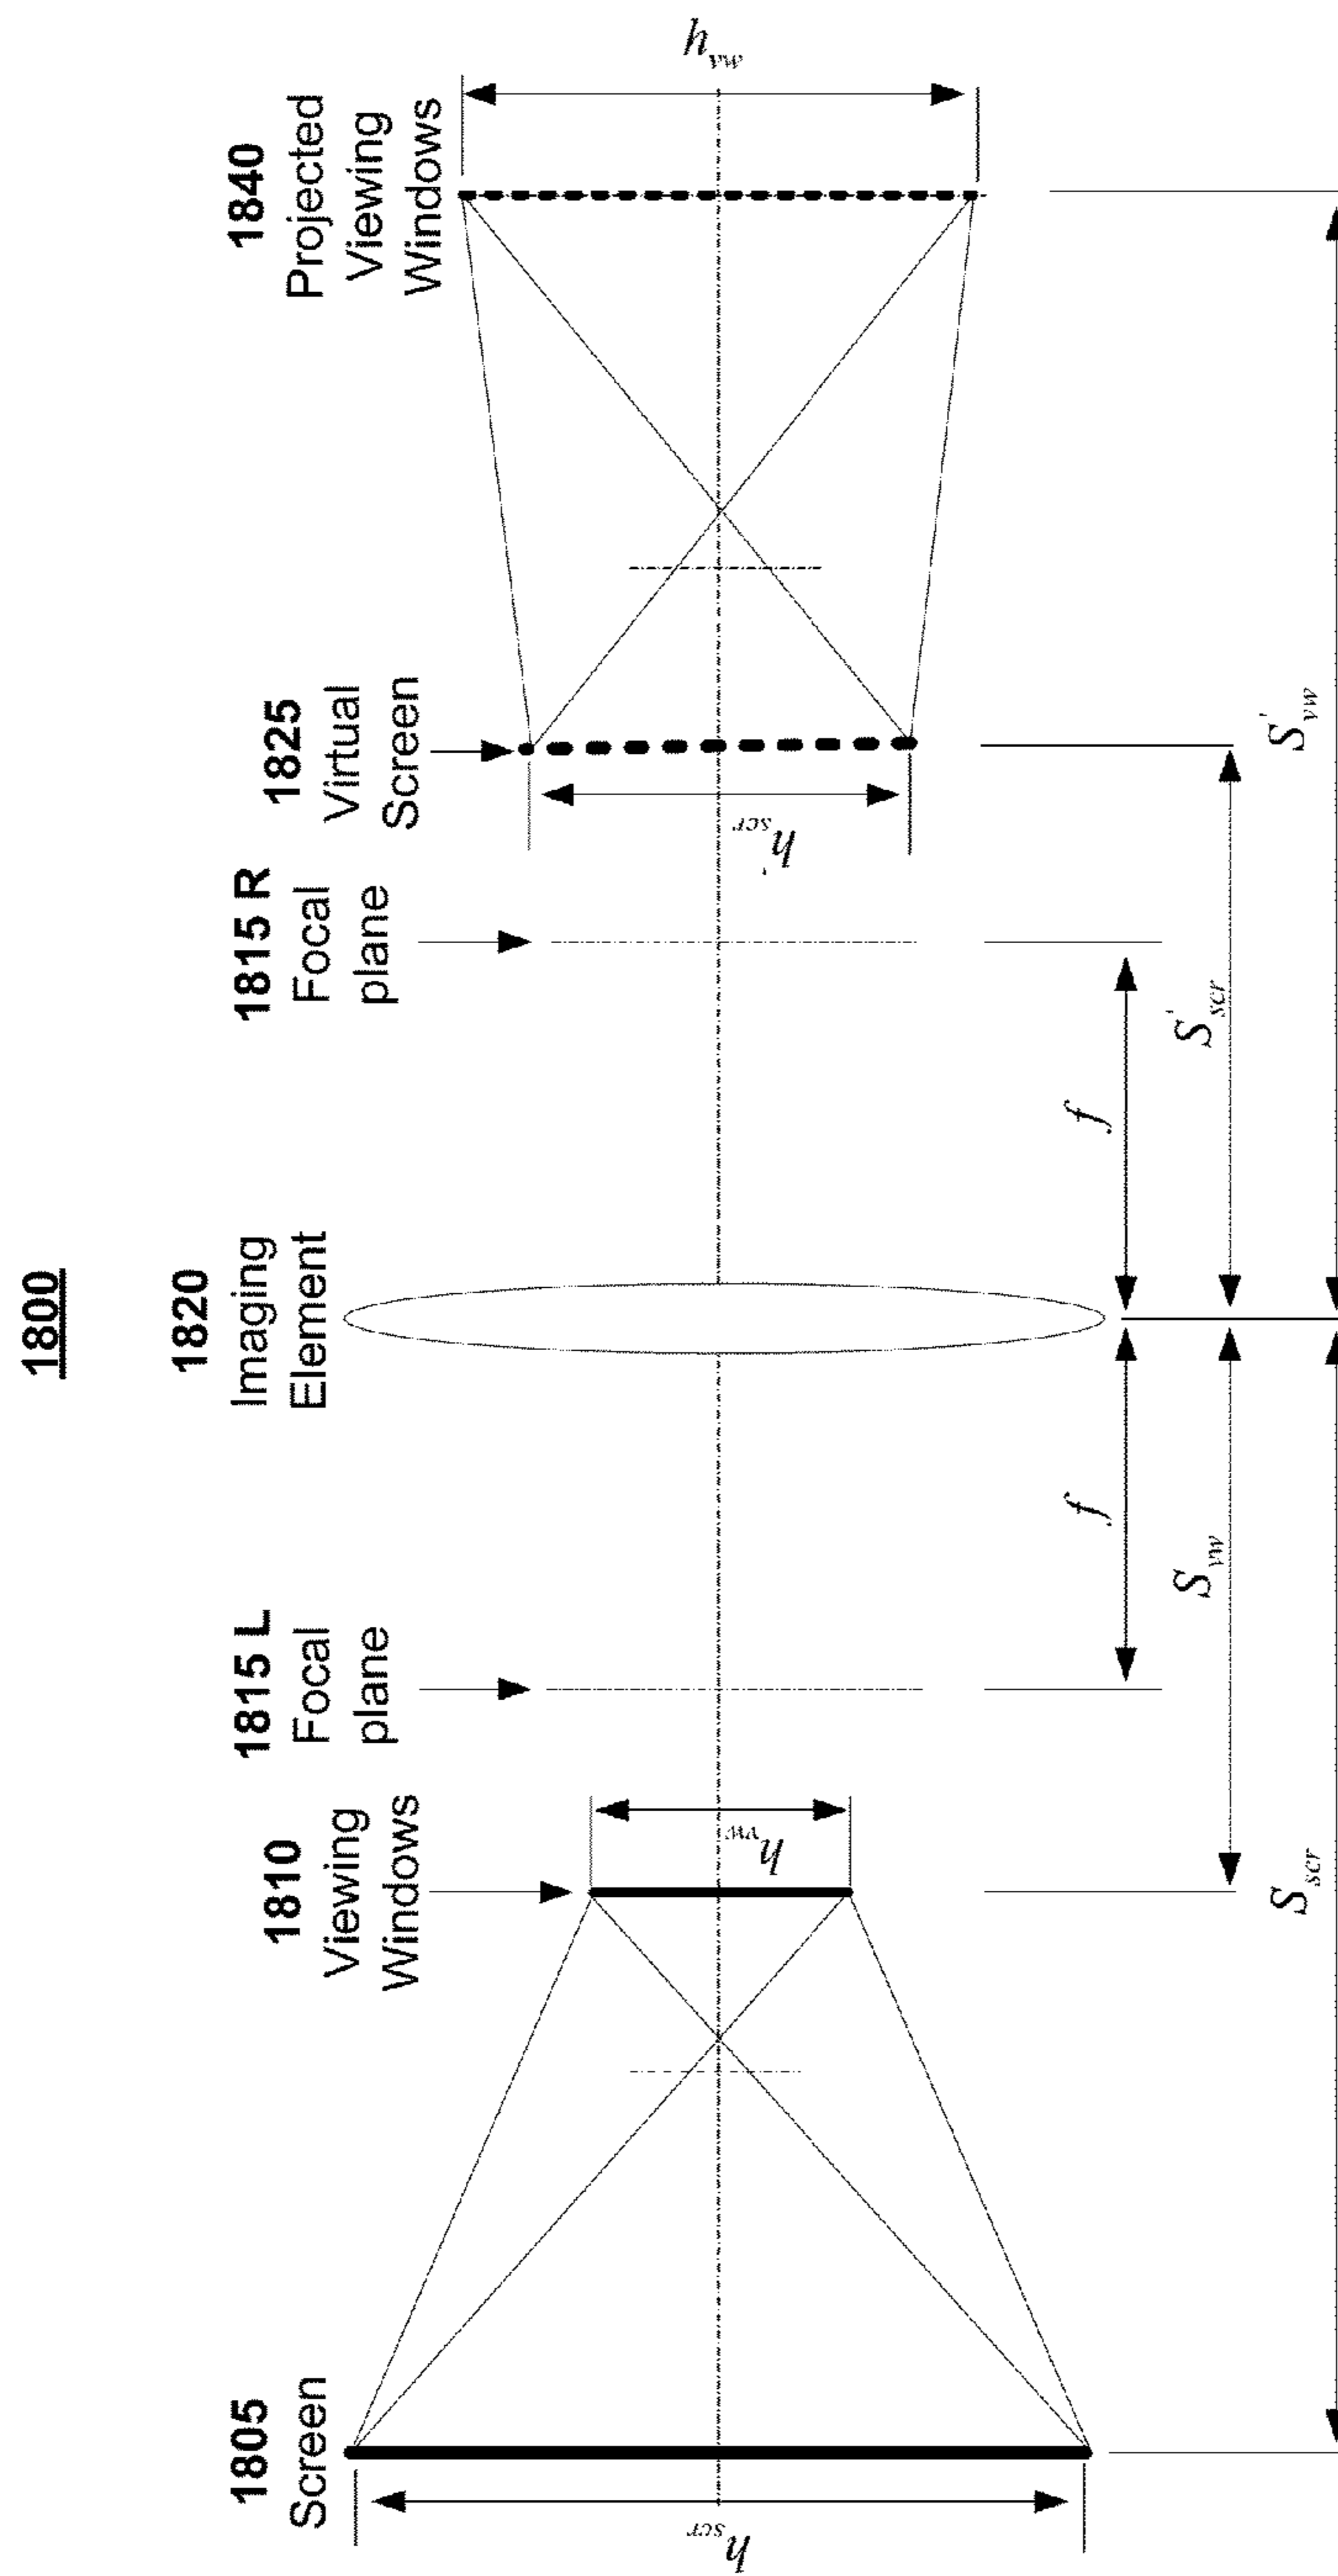 1800
1805
Screen
1810
Viewing
Windows
1815 L
Focal
plane
1820
Imaging
Element
1815 R
Focal
plane
1825
Virtual
Screen
1840
Projected
Viewing
Windows
h_scr
h_vw
h'_scr
h_vw
f
f
S_vw
S'_scr
S_scr
S'_vw